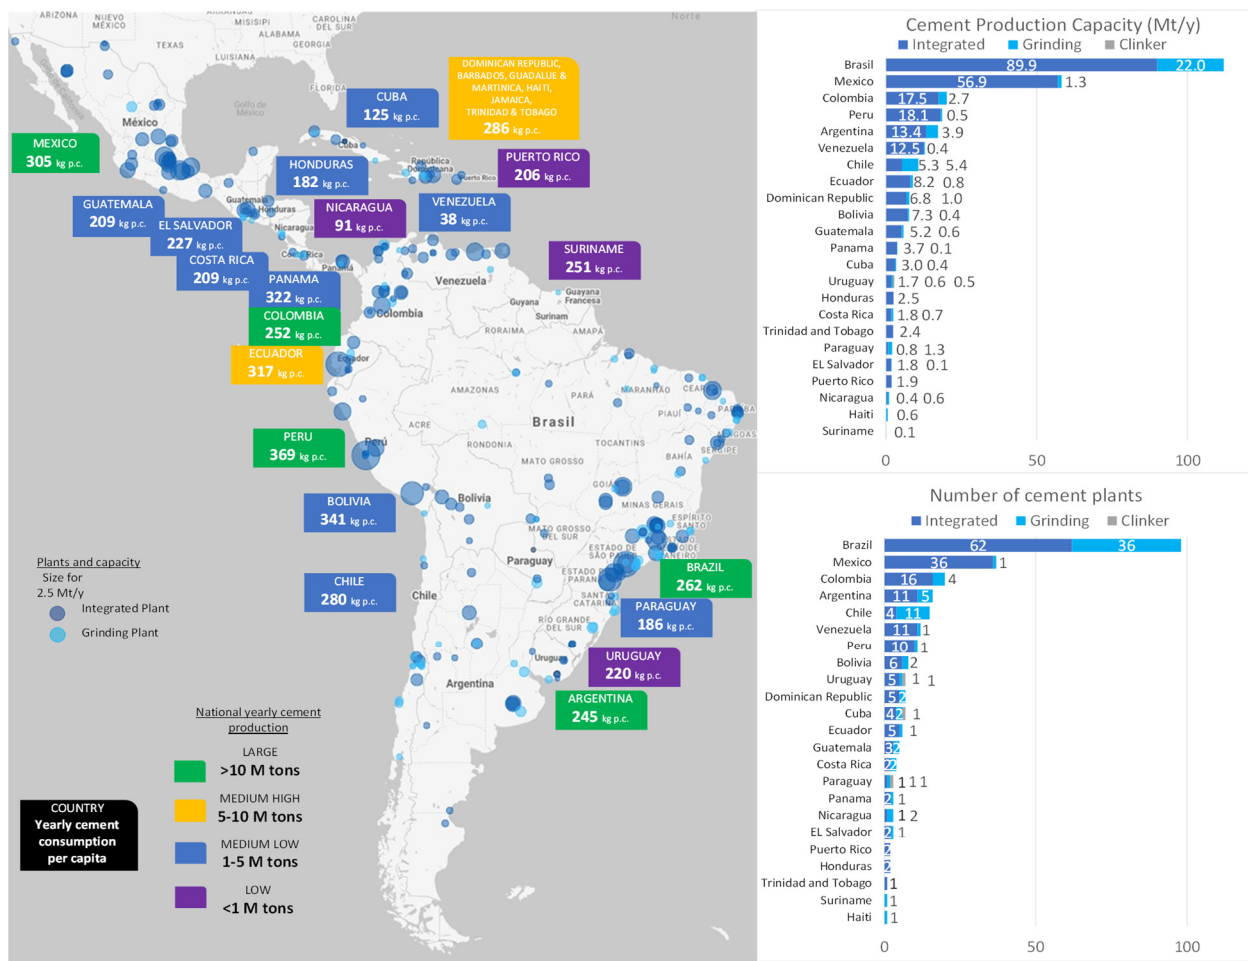 ARIZONA
NUEVO
MÉXICO
ARKANSAS
MISISIPI
CAROLINA
DEL SUR
Norte
ALABAMA
GEORGIA
TEXAS
LUISIANA
FLORIDA
Golfo de
México
México
MEXICO
305 kg p.c.
CUBA
125 kg p.c.
DOMINICAN REPUBLIC,
BARBADOS, GUADALUE &
MARTINICA, HAITI,
JAMAICA,
TRINIDAD & TOBAGO
286 kg p.c.
Cuba
República
Dominicana
Puerto Rico
HONDURAS
182 kg p.c.
PUERTO RICO
206 kg p.c.
GUATEMALA
209 kg p.c.
Guatemala
Honduras
NICARAGUA
91 kg p.c.
VENEZUELA
38 kg p.c.
EL SALVADOR
227 kg p.c.
Nicaragua
COSTA RICA
209 kg p.c.
Costa Rica
Panamá
SURINAME
251 kg p.c.
PANAMA
322 kg p.c.
Venezuela
Guyana
Guayana
Francesa
Surinam
COLOMBIA
252 kg p.c.
Colombia
RORAIMA
AMAPÁ
ECUADOR
317 kg p.c.
Ecuador
AMAZONAS
PARÁ
MARANHÃO
CEARÁ
PARAÍBA
PIAUÍ
ACRE
Brasil
ALAGOAS
SERGIPE
PERU
369 kg p.c.
Perú
RONDONIA
TOCANTINS
BAHÍA
MATO GROSSO
BOLIVIA
341 kg p.c.
Bolivia
GOIÁS
MINAS GERAIS
ESPÍRITO
SANTO
MATO GROSSO
DEL SUR
ESTADO DE
SÃO PAULO
ESTADO
DE
JANEIRO
Paraguay
ESTADO DE
PARANÁ
BRAZIL
262 kg p.c.
CHILE
280 kg p.c.
Chile
SANTA
CATARINA
PARAGUAY
186 kg p.c.
RÍO GRANDE
DEL SUR
Uruguay
URUGUAY
220 kg p.c.
Argentina
ARGENTINA
245 kg p.c.
Plants and capacity
Size for
2.5 Mt/y
Integrated Plant
Grinding Plant
National yearly cement
production
LARGE
>10 M tons
MEDIUM HIGH
5-10 M tons
MEDIUM LOW
1-5 M tons
LOW
<1 M tons
COUNTRY
Yearly cement
consumption
per capita
Cement Production Capacity (Mt/y)
Integrated Grinding Clinker
Brasil 89.9 22.0
Mexico 56.9 1.3
Colombia 17.5 2.7
Peru 18.1 0.5
Argentina 13.4 3.9
Venezuela 12.5 0.4
Chile 5.3 5.4
Ecuador 8.2 0.8
Dominican Republic 6.8 1.0
Bolivia 7.3 0.4
Guatemala 5.2 0.6
Panama 3.7 0.1
Cuba 3.0 0.4
Uruguay 1.7 0.6 0.5
Honduras 2.5
Costa Rica 1.8 0.7
Trinidad and Tobago 2.4
Paraguay 0.8 1.3
EL Salvador 1.8 0.1
Puerto Rico 1.9
Nicaragua 0.4 0.6
Haiti 0.6
Suriname 0.1
0 50 100
Number of cement plants
Integrated Grinding Clinker
Brazil 62 36
Mexico 36 1
Colombia 16 4
Argentina 11 5
Chile 4 11
Venezuela 11 1
Peru 10 1
Bolivia 6 2
Uruguay 5 1 1
Dominican Republic 5 2
Cuba 4 2 1
Ecuador 5 1
Guatemala 3 2
Costa Rica 2 2
Paraguay 1 1 1
Panama 2 1
Nicaragua 1 2
EL Salvador 2 1
Puerto Rico 2
Honduras 2
Trinidad and Tobago 1
Suriname 1
Haiti 1
0 50 100